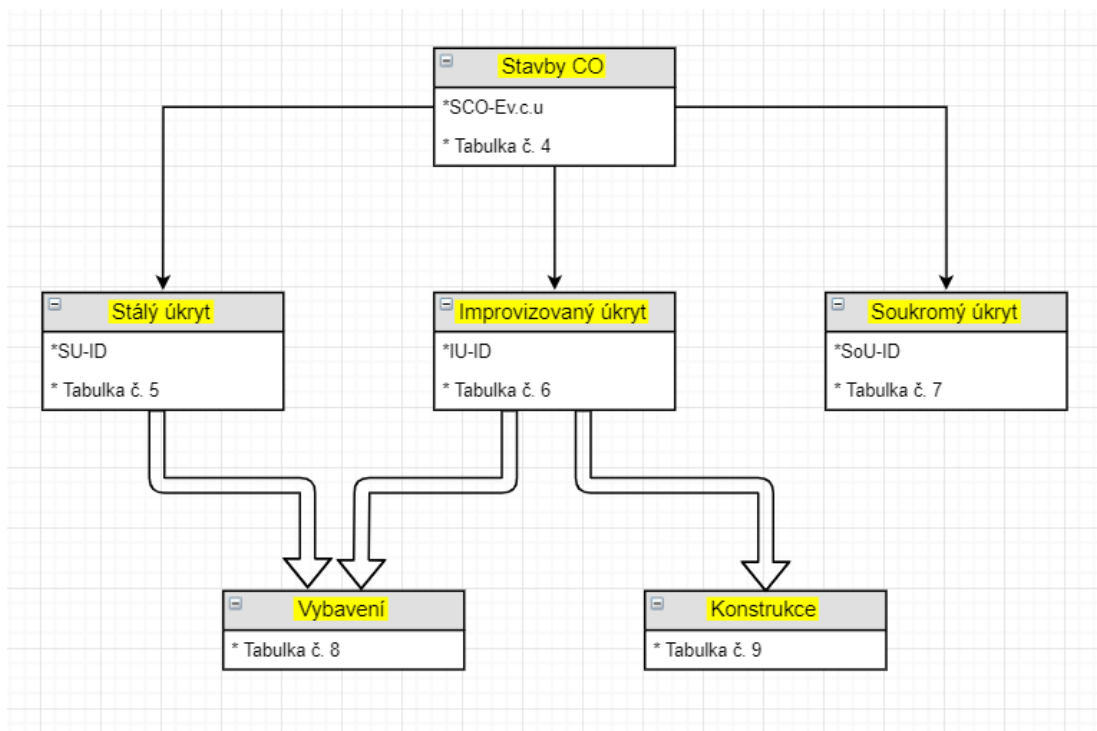 Stavby CO
*SCO-Ev.c.u
* Tabulka č. 4
Stálý úkryt
*SU-ID
* Tabulka č. 5
Improvizovaný úkryt
*IU-ID
* Tabulka č. 6
Soukromý úkryt
*SoU-ID
* Tabulka č. 7
Vybavení
* Tabulka č. 8
Konstrukce
* Tabulka č. 9